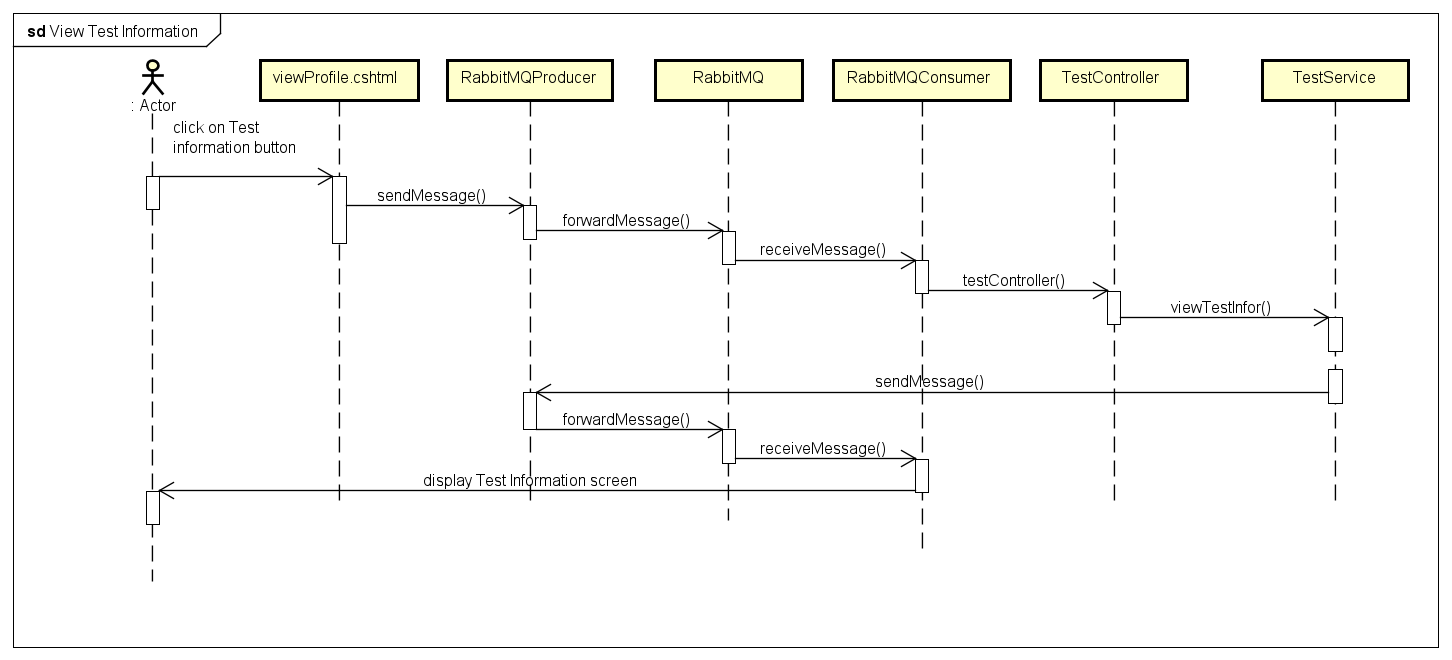 sd View Test Information
: Actor
viewProfile.cshtml
RabbitMQProducer
RabbitMQ
RabbitMQConsumer
TestController
TestService
click on Test
information button
sendMessage()
forwardMessage()
receiveMessage()
testController()
viewTestInfor()
sendMessage()
forwardMessage()
receiveMessage()
display Test Information screen